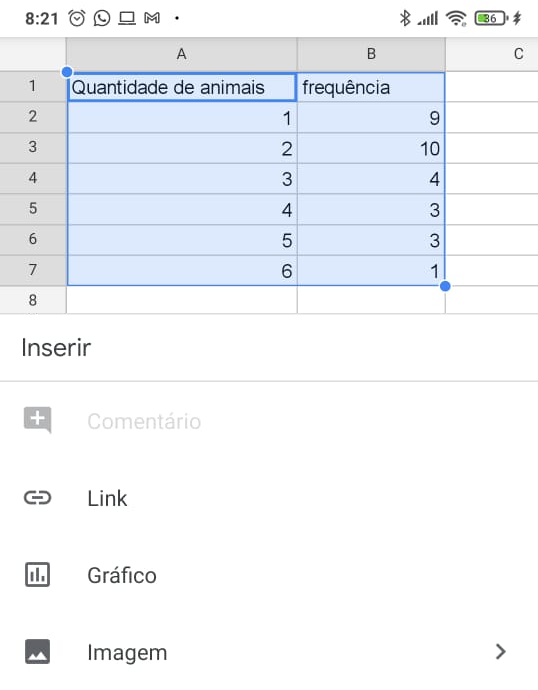 8:21 36
A B C
1 Quantidade de animais frequência
2 1 9
3 2 10
4 3 4
5 4 3
6 5 3
7 6 1
8
Inserir
Comentário
Link
Gráfico
Imagem